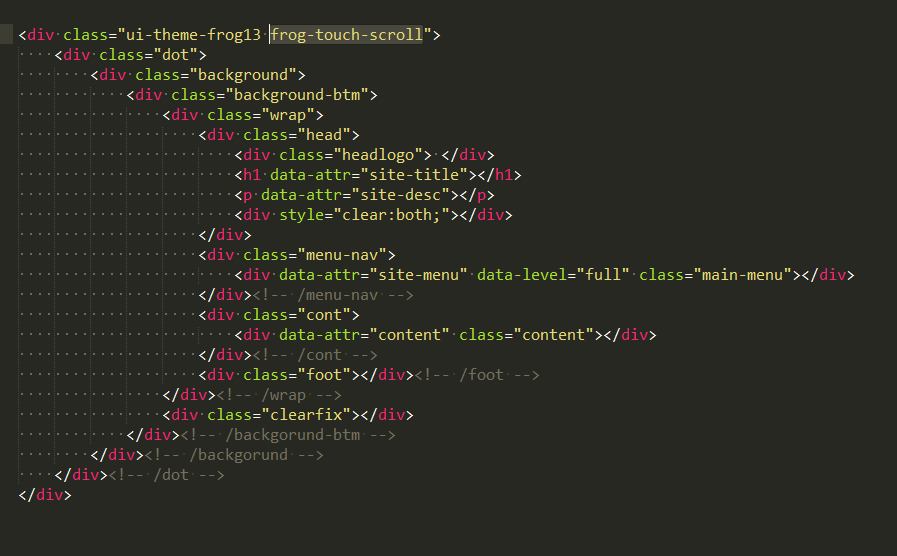 <div class="ui-theme-frog13 frog-touch-scroll">
    <div class="dot">
        <div class="background">
            <div class="background-btm">
                <div class="wrap">
                    <div class="head">
                        <div class="headlogo"> </div>
                        <h1 data-attr="site-title"></h1>
                        <p data-attr="site-desc"></p>
                        <div style="clear:both;"></div>
                    </div>
                    <div class="menu-nav">
                        <div data-attr="site-menu" data-level="full" class="main-menu"></div>
                    </div><!-- /menu-nav -->
                    <div class="cont">
                        <div data-attr="content" class="content"></div>
                    </div><!-- /cont -->
                    <div class="foot"></div><!-- /foot -->
                </div><!-- /wrap -->
                <div class="clearfix"></div>
            </div><!-- /backgorund-btm -->
        </div><!-- /backgorund -->
    </div><!-- /dot -->
</div>